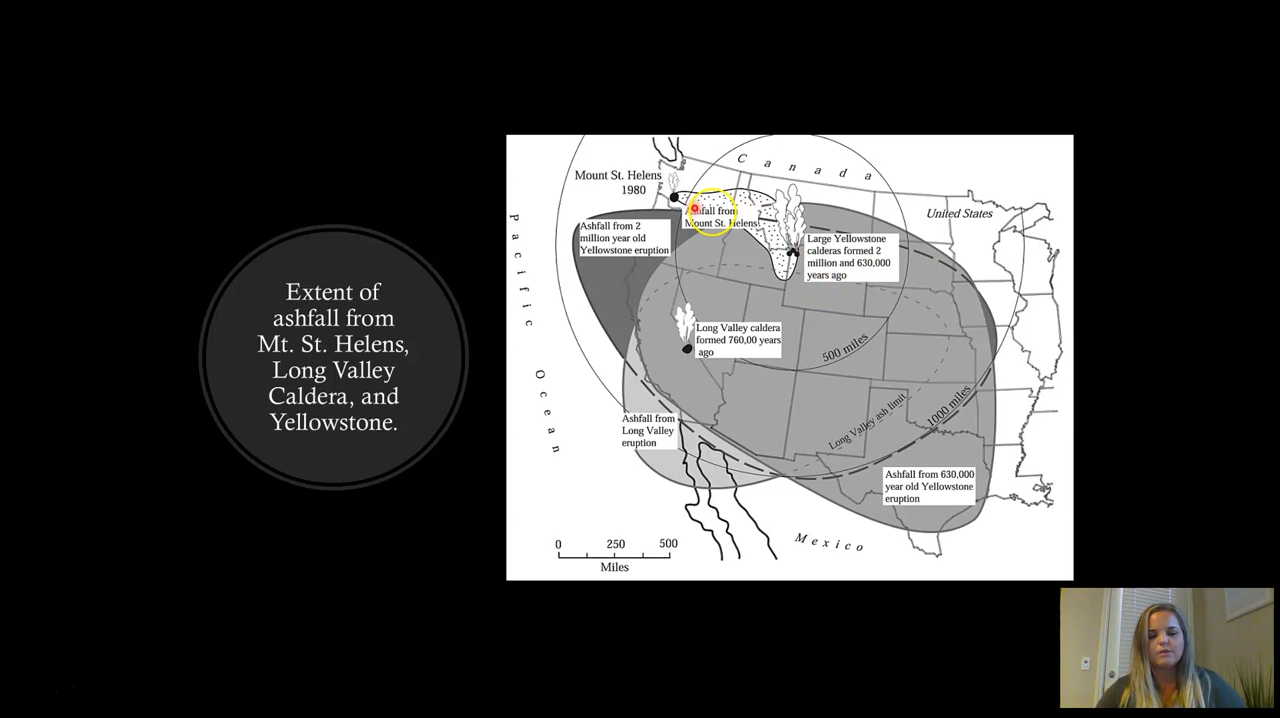 Extent of
ashfall from
Mt. St. Helens,
Long Valley
Caldera, and
Yellowstone.
Canada
Mount St. Helens
1980
Ashfall from
Mount St. Helens
United States
Ashfall from 2
million year old
Yellowstone eruption
Large Yellowstone
calderas formed 2
million and 630,000
years ago
Pacific Ocean
Long Valley caldera
formed 760,00 years
ago
500 miles
Long Valley ash limit
1000 miles
Ashfall from
Long Valley
eruption
Ashfall from 630,000
year old Yellowstone
eruption
Mexico
0 250 500
Miles